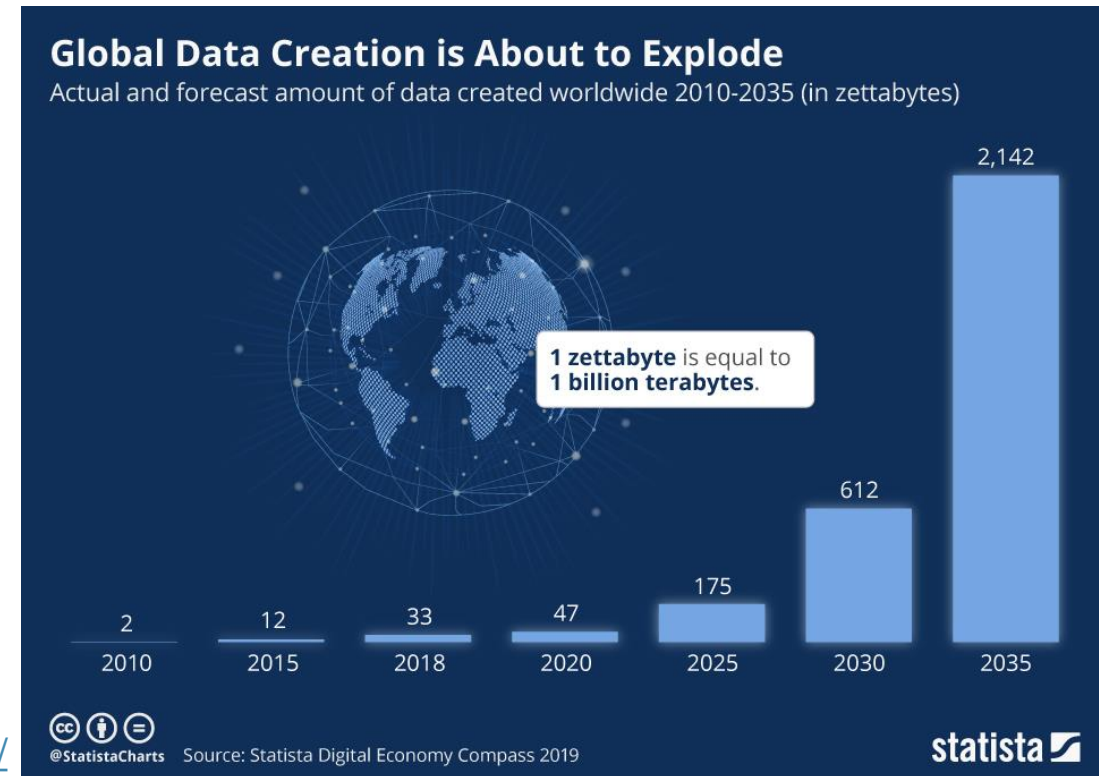 Global Data Creation is About to Explode
Actual and forecast amount of data created worldwide 2010-2035 (in zettabytes)
2,142
1 zettabyte is equal to
1 billion terabytes.
612
175
47
33
12
2
2010 2015 2018 2020 2025 2030 2035
cc
@StatistaCharts Source: Statista Digital Economy Compass 2019
statista
/